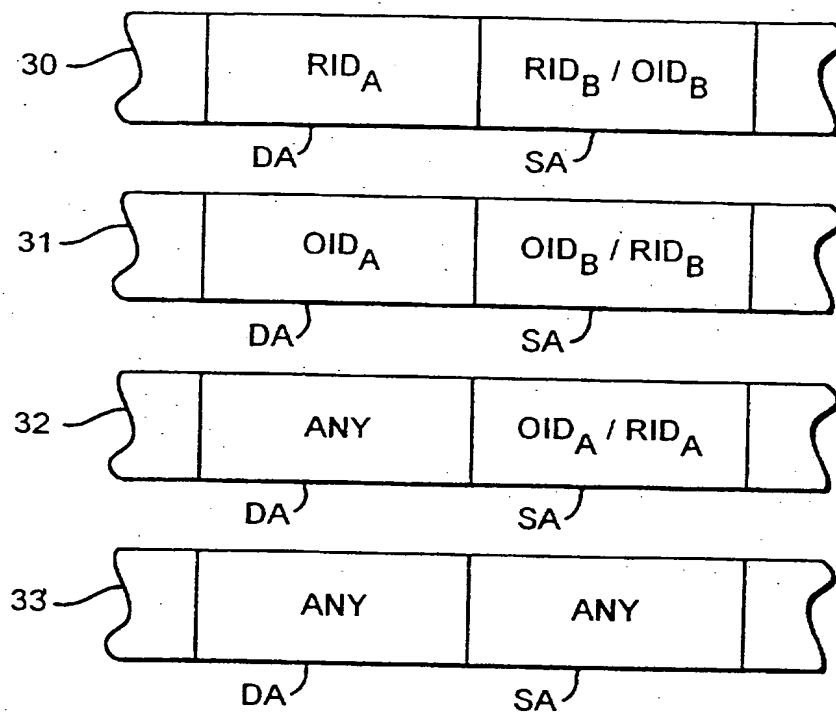 30 RID_A RID_B / OID_B
DA SA
31 OID_A OID_B / RID_B
DA SA
32 ANY OID_A / RID_A
DA SA
33 ANY ANY
DA SA